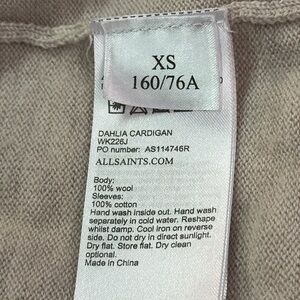 XS
160/76A
DAHLIA CARDIGAN
WK226J
PO number: AS114746R
ALLSAINTS.COM
Body:
100% wool
Sleeves:
100% cotton
Hand wash inside out. Hand wash
separately in cold water. Reshape
whilst damp. Cool iron on reverse
side. Do not dry in direct sunlight.
Dry flat. Store flat. Dry clean
optional.
Made in China